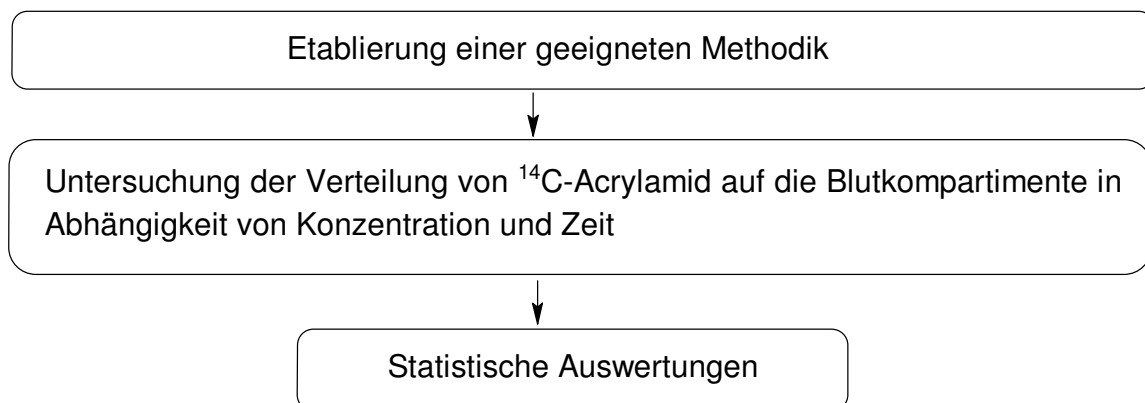 Etablierung einer geeigneten Methodik
Untersuchung der Verteilung von ¹⁴C-Acrylamid auf die Blutkompartimente in
Abhängigkeit von Konzentration und Zeit
Statistische Auswertungen